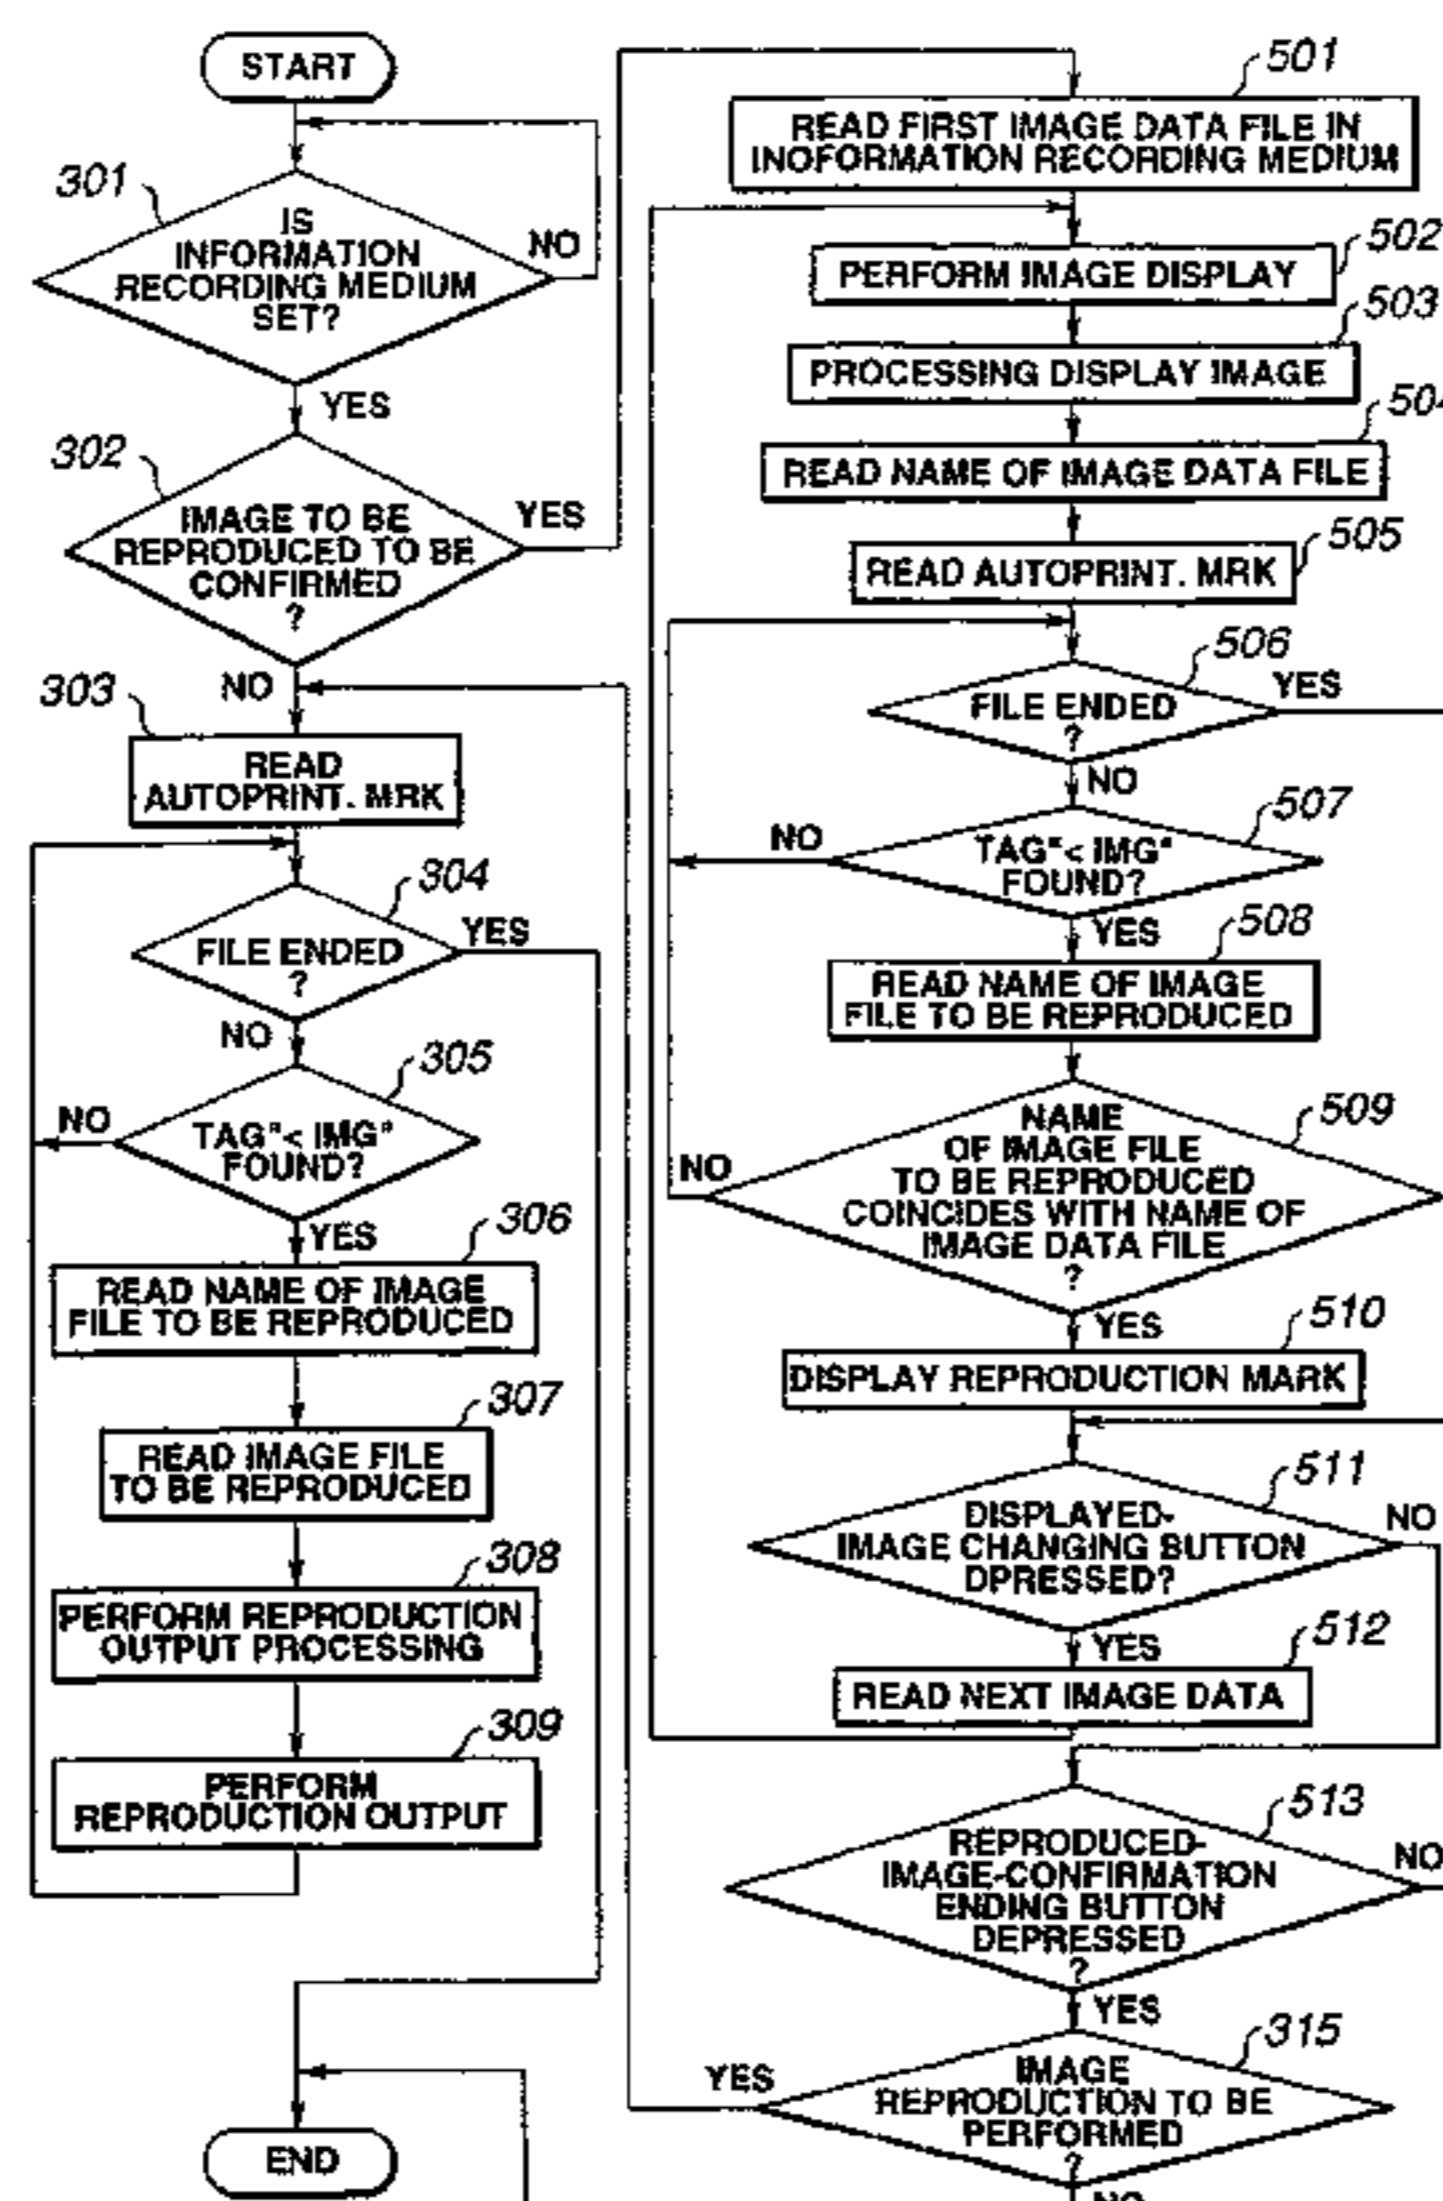 START
301
IS
INFORMATION
RECORDING MEDIUM
SET?
NO
YES
302
IMAGE TO BE
REPRODUCED TO BE
CONFIRMED
?
YES
NO
303
READ
AUTOPRINT. MRK
304
FILE ENDED
?
YES
NO
305
TAG"< IMG"
FOUND?
NO
YES
306
READ NAME OF IMAGE
FILE TO BE REPRODUCED
307
READ IMAGE FILE
TO BE REPRODUCED
308
PERFORM REPRODUCTION
OUTPUT PROCESSING
309
PERFORM
REPRODUCTION OUTPUT
END
501
READ FIRST IMAGE DATA FILE IN
INOFORMATION RECORDING MEDIUM
502
PERFORM IMAGE DISPLAY
503
PROCESSING DISPLAY IMAGE
504
READ NAME OF IMAGE DATA FILE
505
READ AUTOPRINT. MRK
506
FILE ENDED
?
YES
NO
507
TAG"< IMG"
FOUND?
NO
YES
508
READ NAME OF IMAGE
FILE TO BE REPRODUCED
509
NAME
OF IMAGE FILE
TO BE REPRODUCED
COINCIDES WITH NAME OF
IMAGE DATA FILE
?
NO
YES
510
DISPLAY REPRODUCTION MARK
511
DISPLAYED-
IMAGE CHANGING BUTTON
DPRESSED?
NO
YES
512
READ NEXT IMAGE DATA
513
REPRODUCED-
IMAGE-CONFIRMATION
ENDING BUTTON
DEPRESSED
?
NO
YES
315
IMAGE
REPRODUCTION TO BE
PERFORMED
?
YES
NO